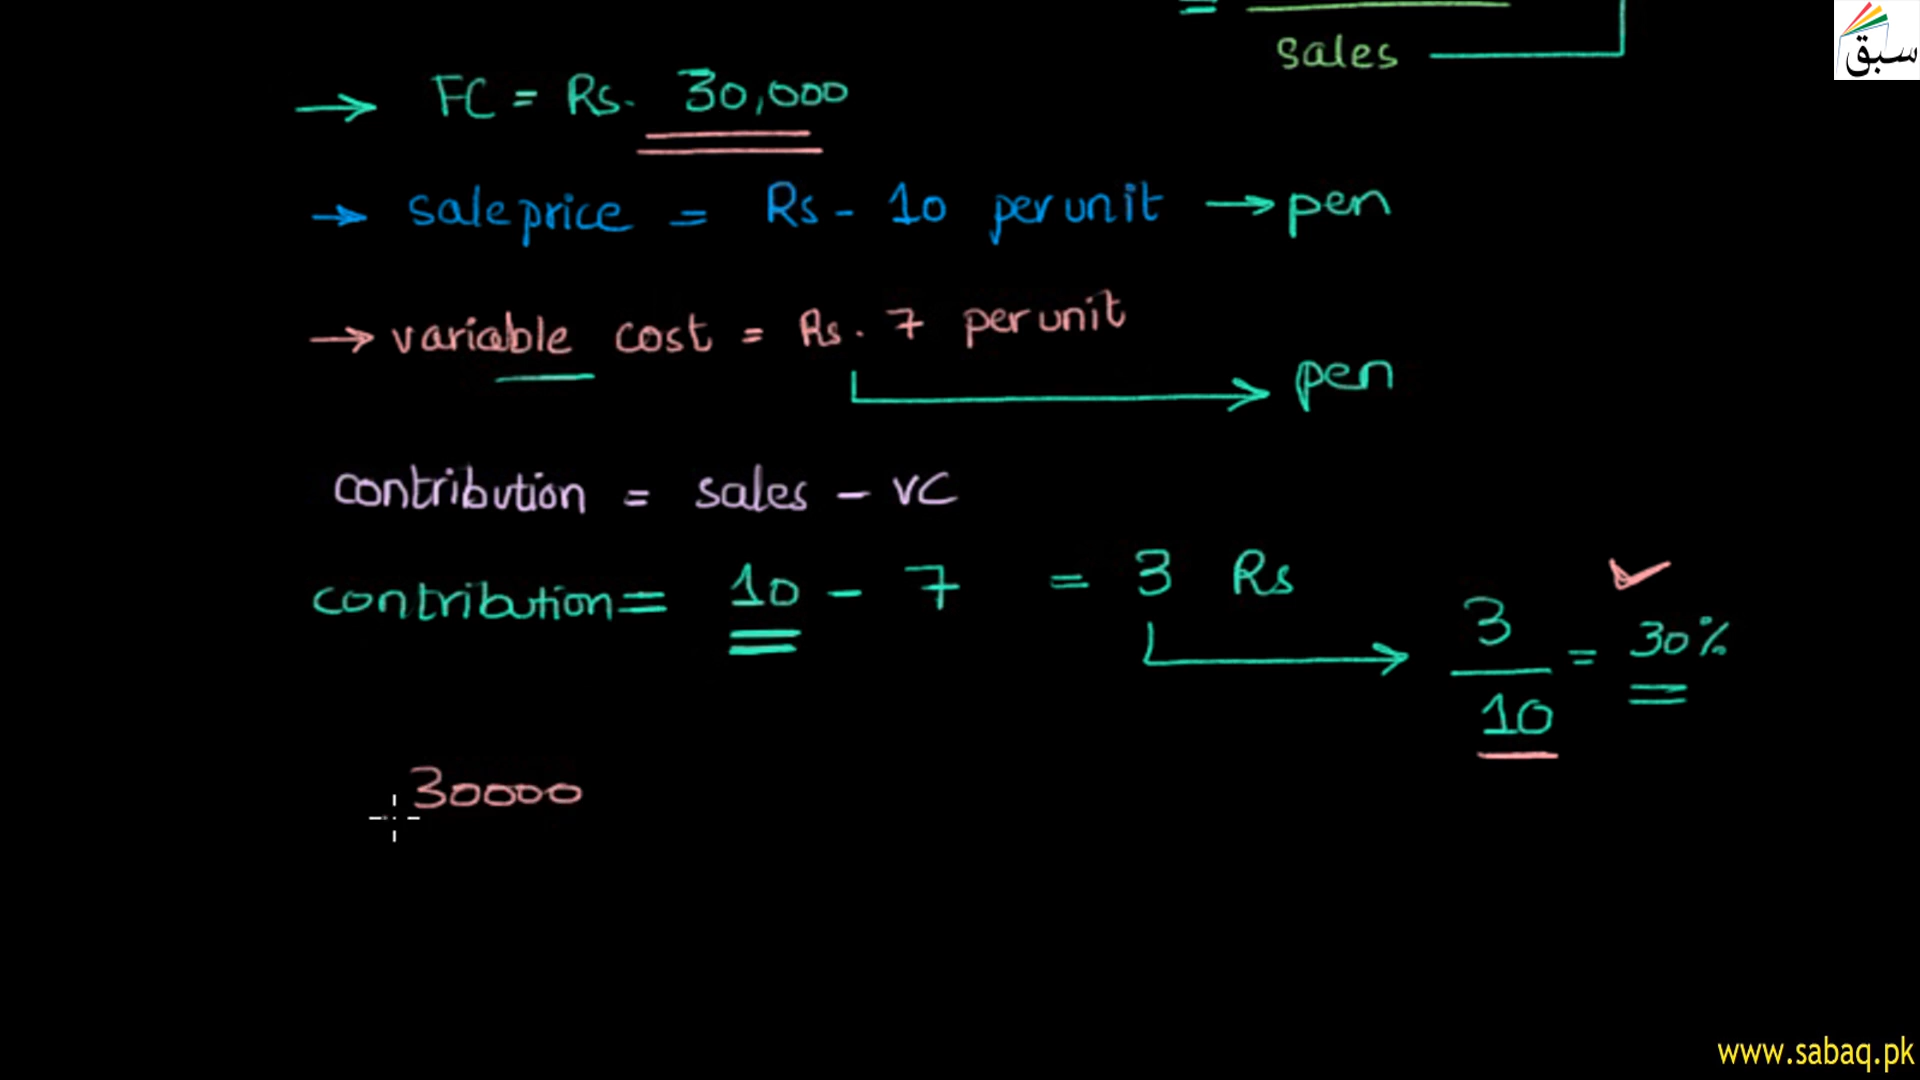 =
sales
سبق
→ FC = Rs. 30,000
→ sale price = Rs - 10 per unit → pen
→ variable cost = Rs. 7 per unit
pen
contribution = sales - VC
contribution = 10 - 7 = 3 Rs
3
10
= 30%
30000
www.sabaq.pk